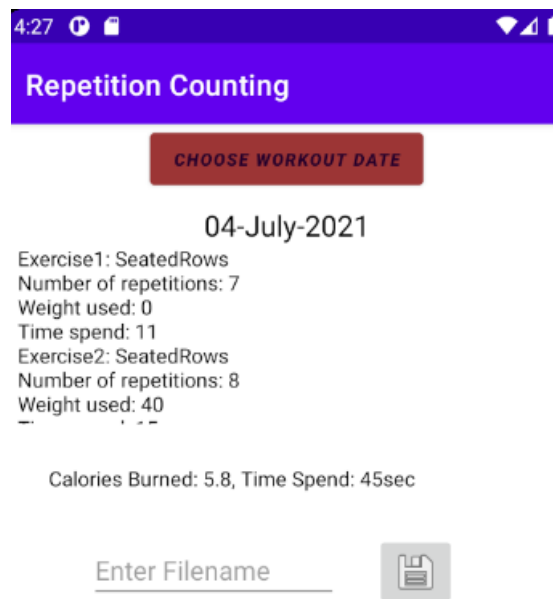 4:27
Repetition Counting
CHOOSE WORKOUT DATE
04-July-2021
Exercise1: SeatedRows
Number of repetitions: 7
Weight used: 0
Time spend: 11
Exercise2: SeatedRows
Number of repetitions: 8
Weight used: 40
Calories Burned: 5.8, Time Spend: 45sec
Enter Filename